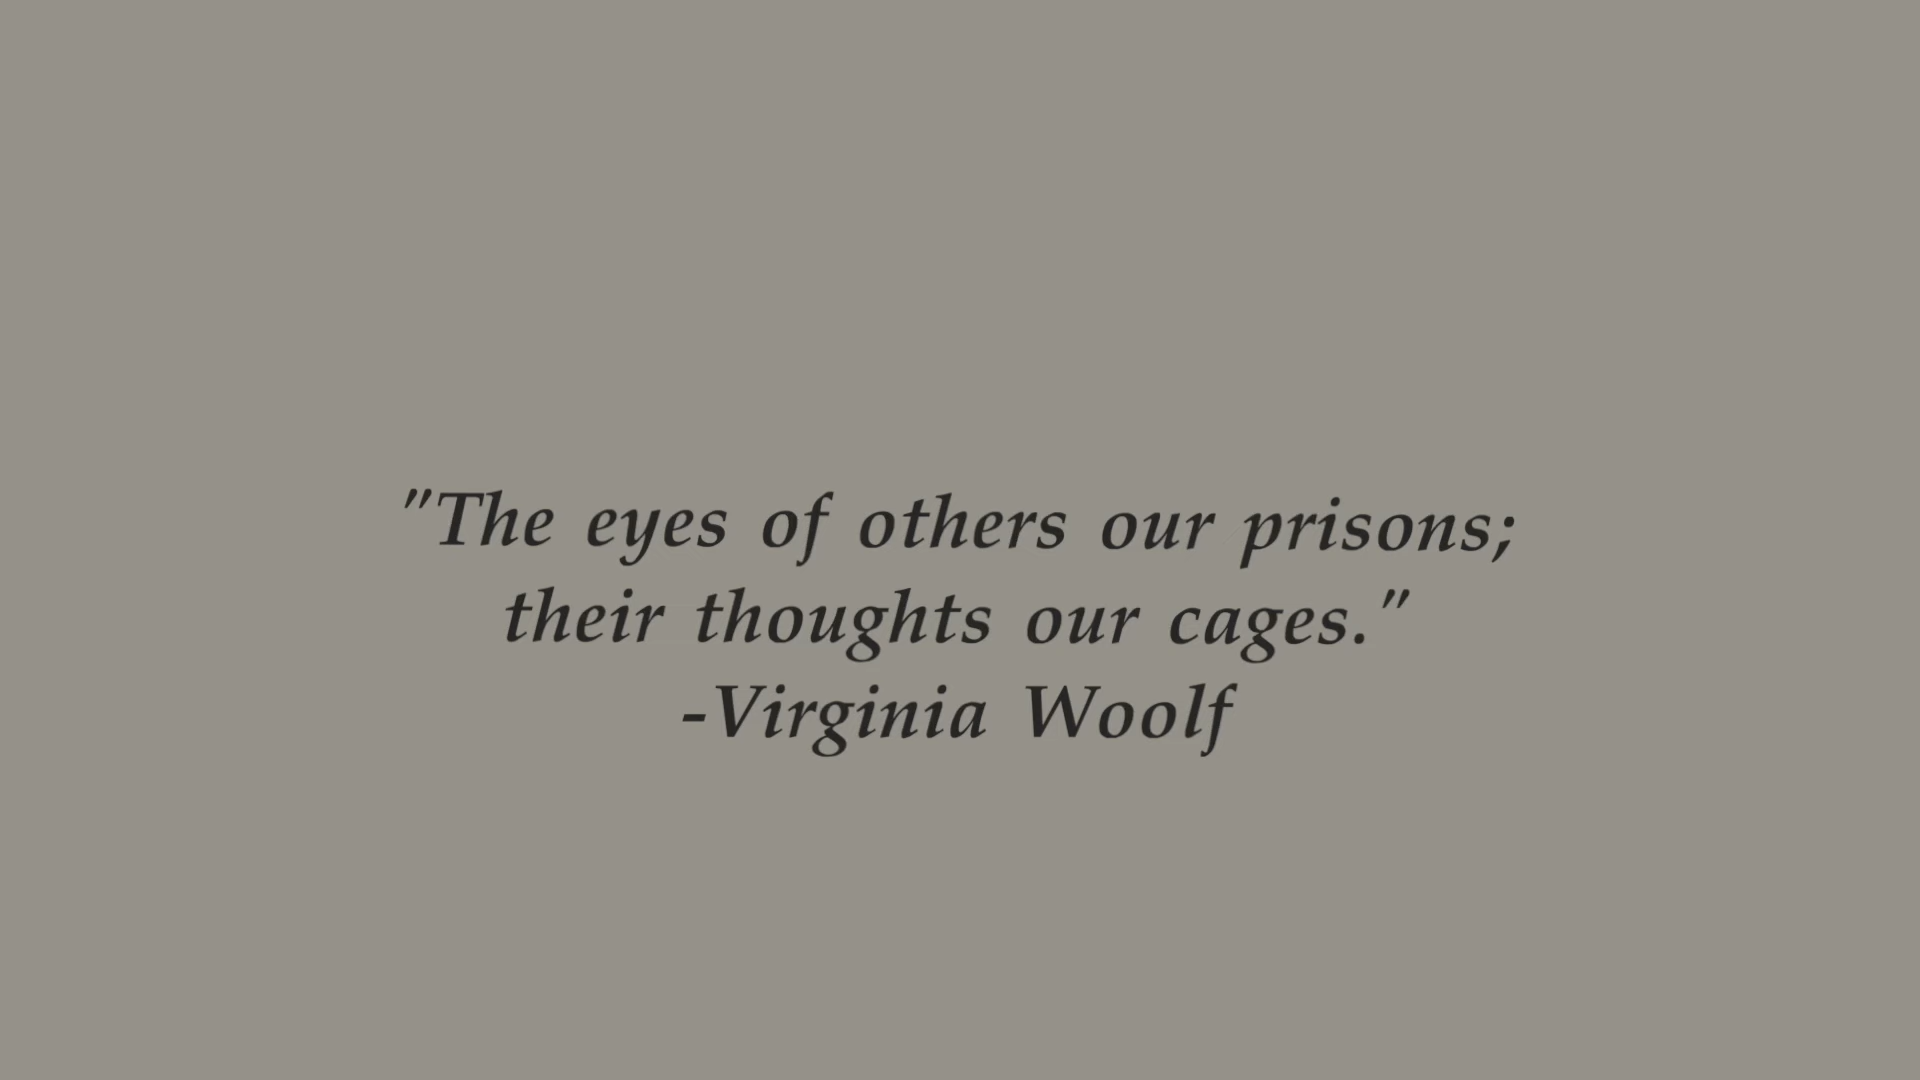 "The eyes of others our prisons;
their thoughts our cages."
-Virginia Woolf